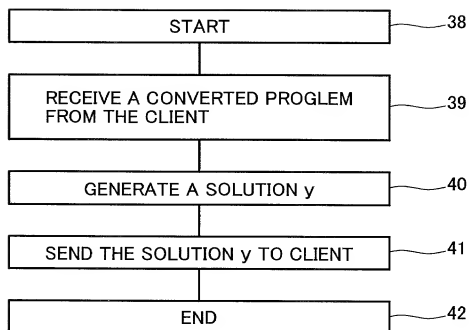 START
38
RECEIVE A CONVERTED PROGLEM
FROM THE CLIENT
39
GENERATE A SOLUTION y
40
SEND THE SOLUTION y TO CLIENT
41
END
42